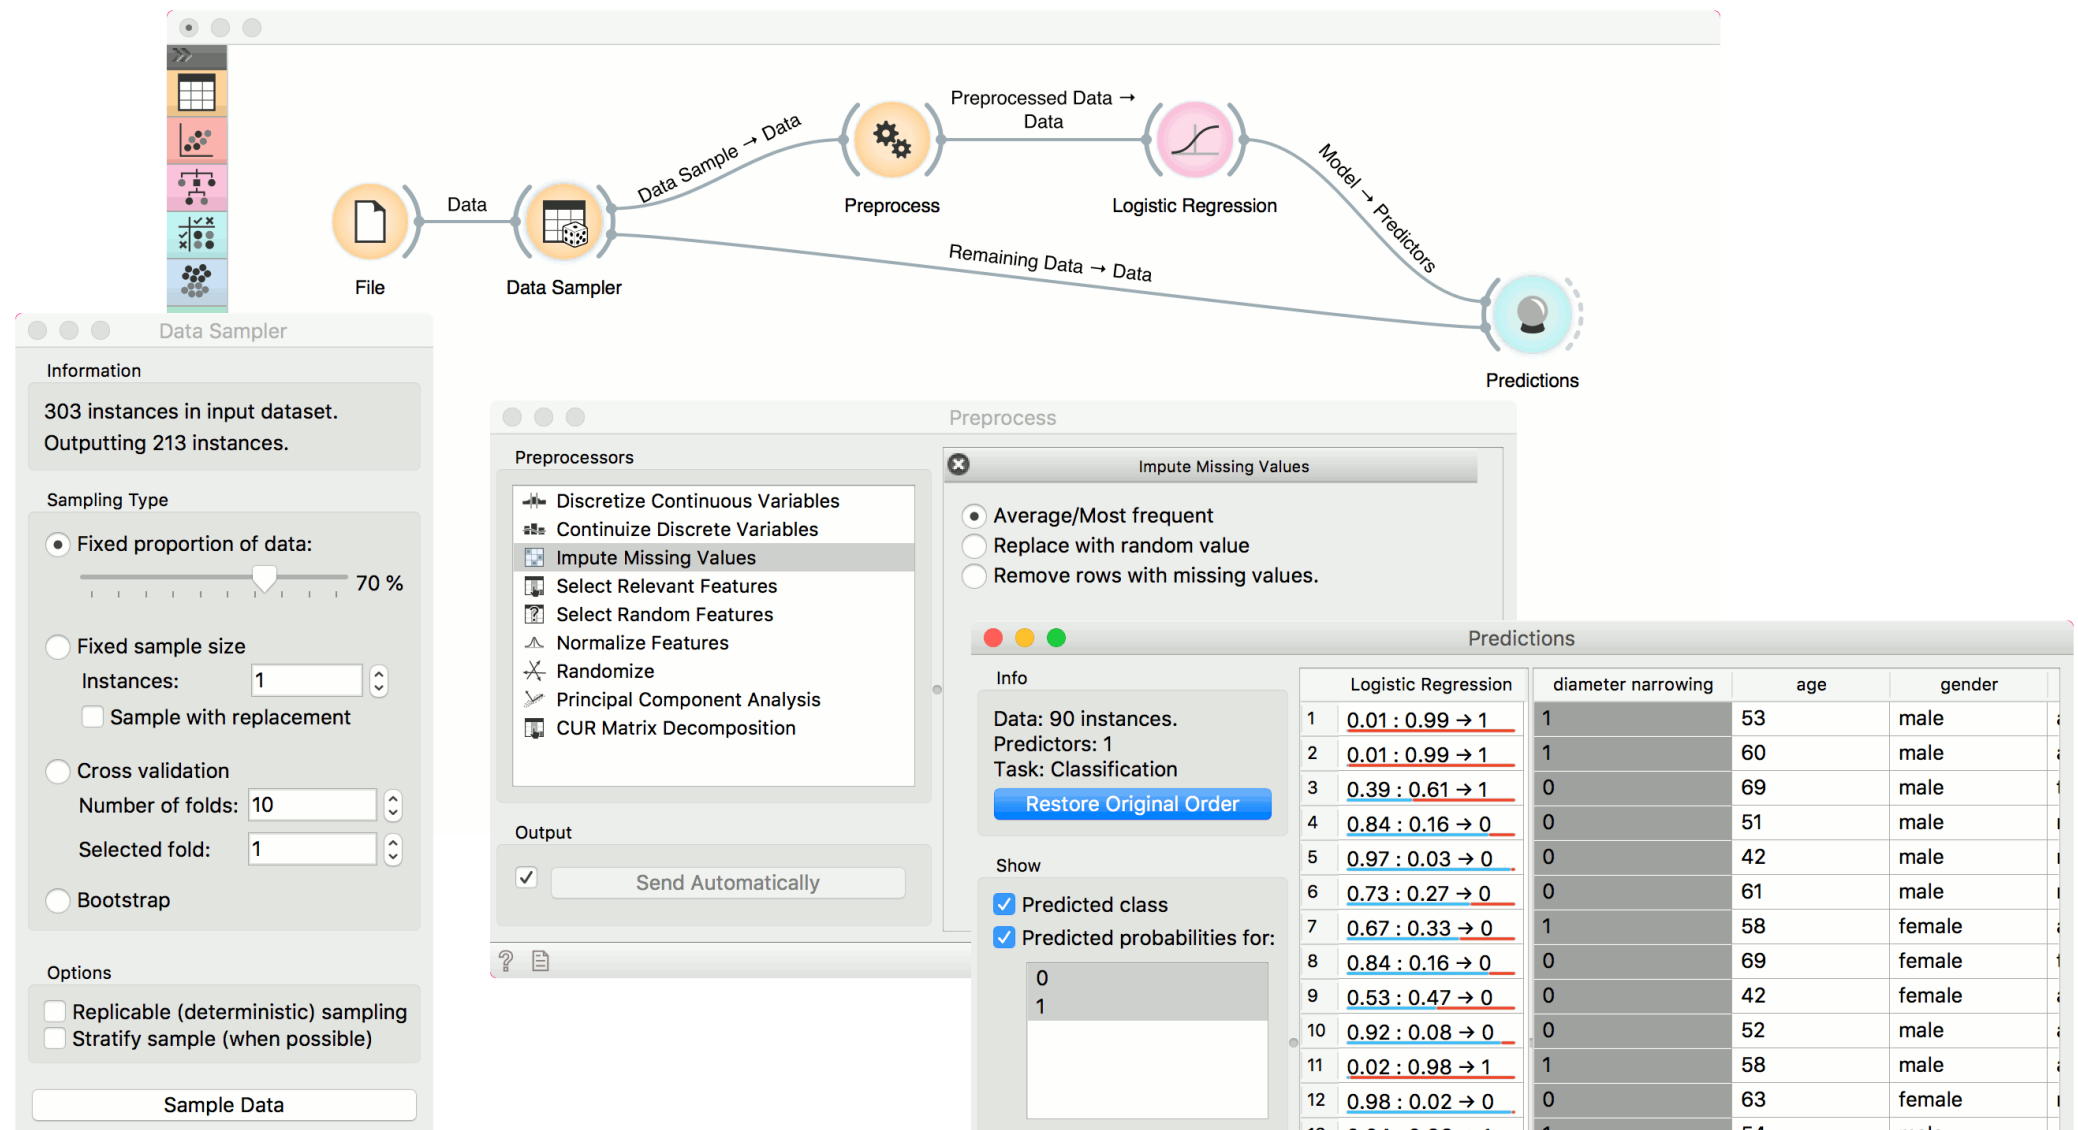 Preprocessed Data →
Data
Data Sample → Data
Model → Predictors
Data
Preprocess
Logistic Regression
Remaining Data → Data
File
Data Sampler
Predictions
Data Sampler
Information
303 instances in input dataset.
Outputting 213 instances.
Sampling Type
Fixed proportion of data:
70 %
Fixed sample size
Instances: 1
Sample with replacement
Cross validation
Number of folds: 10
Selected fold: 1
Bootstrap
Options
Replicable (deterministic) sampling
Stratify sample (when possible)
Sample Data
Preprocess
Preprocessors
Discretize Continuous Variables
Continuize Discrete Variables
Impute Missing Values
Select Relevant Features
Select Random Features
Normalize Features
Randomize
Principal Component Analysis
CUR Matrix Decomposition
Output
Send Automatically
Impute Missing Values
Average/Most frequent
Replace with random value
Remove rows with missing values.
Predictions
Info
Data: 90 instances.
Predictors: 1
Task: Classification
Restore Original Order
Show
Predicted class
Predicted probabilities for:
0
1
Logistic Regression diameter narrowing age gender
1 0.01 : 0.99 → 1 1 53 male
2 0.01 : 0.99 → 1 1 60 male
3 0.39 : 0.61 → 1 0 69 male
4 0.84 : 0.16 → 0 0 51 male
5 0.97 : 0.03 → 0 0 42 male
6 0.73 : 0.27 → 0 0 61 male
7 0.67 : 0.33 → 0 1 58 female
8 0.84 : 0.16 → 0 0 69 female
9 0.53 : 0.47 → 0 0 42 female
10 0.92 : 0.08 → 0 0 52 male
11 0.02 : 0.98 → 1 1 58 male
12 0.98 : 0.02 → 0 0 63 female